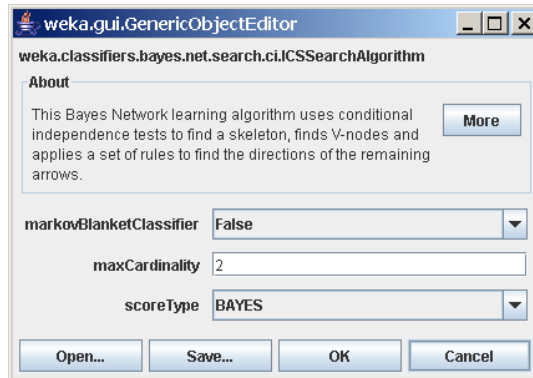 weka.gui.GenericObjectEditor
weka.classifiers.bayes.net.search.ci.ICSSearchAlgorithm
About
This Bayes Network learning algorithm uses conditional
independence tests to find a skeleton, finds V-nodes and
applies a set of rules to find the directions of the remaining
arrows.
More
markovBlanketClassifier False
maxCardinality 2
scoreType BAYES
Open... Save... OK Cancel